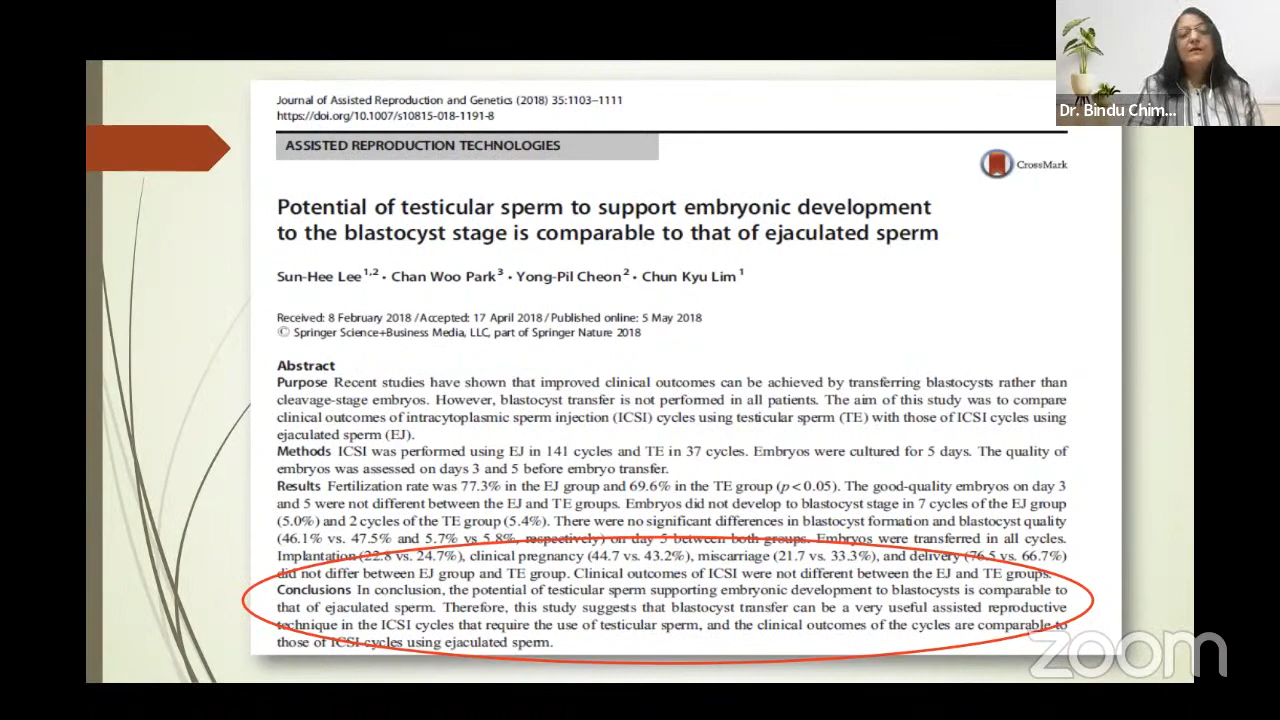 Journal of Assisted Reproduction and Genetics (2018) 35:1103–1111
https://doi.org/10.1007/s10815-018-1191-8
ASSISTED REPRODUCTION TECHNOLOGIES
CrossMark
Potential of testicular sperm to support embryonic development
to the blastocyst stage is comparable to that of ejaculated sperm
Sun-Hee Lee 1,2 · Chan Woo Park 3 · Yong-Pil Cheon 2 · Chun Kyu Lim 1
Received: 8 February 2018 / Accepted: 17 April 2018 / Published online: 5 May 2018
© Springer Science+Business Media, LLC, part of Springer Nature 2018
Abstract
Purpose Recent studies have shown that improved clinical outcomes can be achieved by transferring blastocysts rather than
cleavage-stage embryos. However, blastocyst transfer is not performed in all patients. The aim of this study was to compare
clinical outcomes of intracytoplasmic sperm injection (ICSI) cycles using testicular sperm (TE) with those of ICSI cycles using
ejaculated sperm (EJ).
Methods ICSI was performed using EJ in 141 cycles and TE in 37 cycles. Embryos were cultured for 5 days. The quality of
embryos was assessed on days 3 and 5 before embryo transfer.
Results Fertilization rate was 77.3% in the EJ group and 69.6% in the TE group (p < 0.05). The good-quality embryos on day 3
and 5 were not different between the EJ and TE groups. Embryos did not develop to blastocyst stage in 7 cycles of the EJ group
(5.0%) and 2 cycles of the TE group (5.4%). There were no significant differences in blastocyst formation and blastocyst quality
(46.1% vs. 47.5% and 5.7% vs 5.8%, respectively) on day 5 between both groups. Embryos were transferred in all cycles.
Implantation (22.8 vs. 24.7%), clinical pregnancy (44.7 vs. 43.2%), miscarriage (21.7 vs. 33.3%), and delivery (76.5 vs. 66.7%)
did not differ between EJ group and TE group. Clinical outcomes of ICSI were not different between the EJ and TE groups.
Conclusions In conclusion, the potential of testicular sperm supporting embryonic development to blastocysts is comparable to
that of ejaculated sperm. Therefore, this study suggests that blastocyst transfer can be a very useful assisted reproductive
technique in the ICSI cycles that require the use of testicular sperm, and the clinical outcomes of the cycles are comparable to
those of ICSI cycles using ejaculated sperm.
Dr. Bindu Chim...
zoom